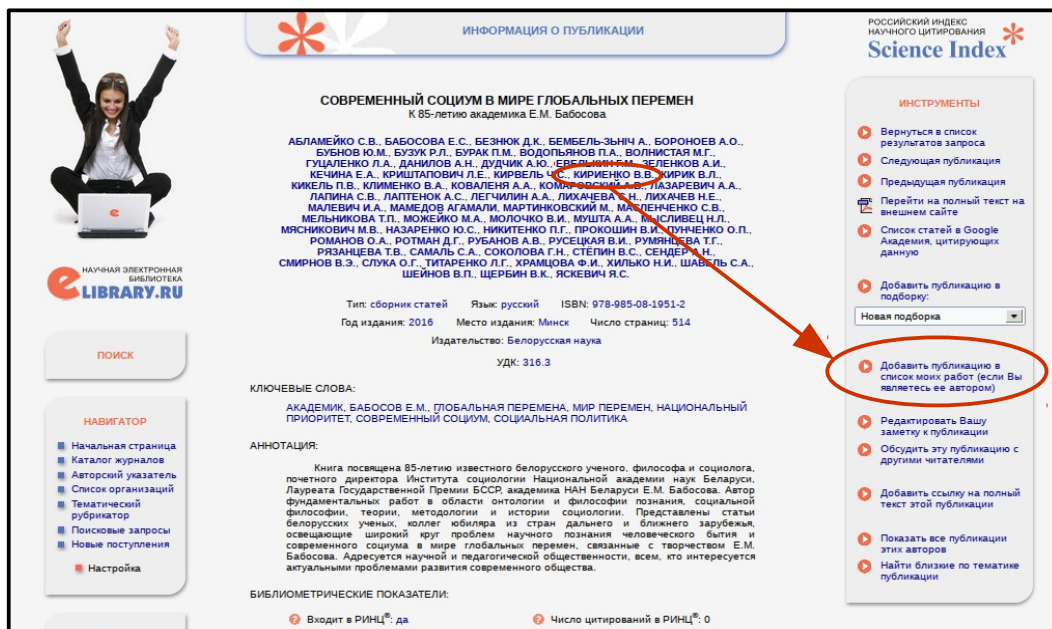 ИНФОРМАЦИЯ О ПУБЛИКАЦИИ
СОВРЕМЕННЫЙ СОЦИУМ В МИРЕ ГЛОБАЛЬНЫХ ПЕРЕМЕН
К 85-летию академика Е.М. Бабосова
АБЛАМЕЙКО С.В., БАБОСОВА Е.С., БЕЗНЮК Д.К., БЕМБЕЛЬ-ЗЫНІЧ А., БОРОНОЕВ А.О.,
БУБНОВ Ю.М., БУЗУК Р.Л., БУРАК П.М., ВОДОПЬЯНОВ П.А., ВОЛНИСТАЯ М.Г.,
ГУЦАЛЕНКО Л.А., ДАНИЛОВ А.Н., ДУДЧИК А.Ю., ЕВЕЛЬКИН Г.М., ЗЕЛЕНКОВ А.И.,
КЕЧИНА Е.А., КРИШТАПОВИЧ Л.Е., КИРВЕЛЬ Ч.С., КИРИЕНКО В.В., КИРИК В.Л.,
КИКЕЛЬ П.В., КЛИМЕНКО В.А., КОВАЛЕНЯ А.А., КОМАРОВСКИЙ А.В., ЛАЗАРЕВИЧ А.А.,
ЛАПИНА С.В., ЛАПТЕНОК А.С., ЛЕГЧИЛИН А.А., ЛИХАЧЕВА С.Н., ЛИХАЧЕВ Н.Е.,
МАЛЕВИЧ И.А., МАМЕДОВ АГАМАЛИ, МАРТИНКОВСКИЙ М., МАСЛЕНЧЕНКО С.В.,
МЕЛЬНИКОВА Т.П., МОЖЕЙКО М.А., МОЛОЧКО В.И., МУШТА А.А., МЫСЛИВЕЦ Н.Л.,
МЯСНИКОВИЧ М.В., НАЗАРЕНКО Ю.С., НИКИТЕНКО П.Г., ПРОКОШИН В.И., ПУНЧЕНКО О.П.,
РОМАНОВ О.А., РОТМАН Д.Г., РУБАНОВ А.В., РУСЕЦКАЯ В.И., РУМЯНЦЕВА Т.Г.,
РЯЗАНЦЕВА Т.В., САМАЛЬ С.А., СОКОЛОВА Г.Н., СТЁПИН В.С., СЕНДЕР А.Н.,
СМИРНОВ В.Э., СЛУКА О.Г., ТИТАРЕНКО Л.Г., ХРАМЦОВА Ф.И., ХИЛЬКО Н.И., ШАВЕЛЬ С.А.,
ШЕЙНОВ В.П., ЩЕРБИН В.К., ЯСКЕВИЧ Я.С.
Тип: сборник статей Язык: русский ISBN: 978-985-08-1951-2
Год издания: 2016 Место издания: Минск Число страниц: 514
Издательство: Белорусская наука
УДК: 316.3
КЛЮЧЕВЫЕ СЛОВА:
АКАДЕМИК, БАБОСОВ Е.М., ГЛОБАЛЬНАЯ ПЕРЕМЕНА, МИР ПЕРЕМЕН, НАЦИОНАЛЬНЫЙ
ПРИОРИТЕТ, СОВРЕМЕННЫЙ СОЦИУМ, СОЦИАЛЬНАЯ ПОЛИТИКА
АННОТАЦИЯ:
Книга посвящена 85-летию известного белорусского ученого, философа и социолога,
почетного директора Института социологии Национальной академии наук Беларуси,
Лауреата Государственной Премии БССР, академика НАН Беларуси Е.М. Бабосова. Автор
фундаментальных работ в области онтологии и философии познания, социальной
философии, теории, методологии и истории социологии. Представлены статьи
белорусских ученых, коллег юбиляра из стран дальнего и ближнего зарубежья,
освещающие широкий круг проблем научного познания человеческого бытия и
современного социума в мире глобальных перемен, связанные с творчеством Е.М.
Бабосова. Адресуется научной и педагогической общественности, всем, кто интересуется
актуальными проблемами развития современного общества.
БИБЛИОМЕТРИЧЕСКИЕ ПОКАЗАТЕЛИ:
Входит в РИНЦ®: да Число цитирований в РИНЦ®: 0
НАУЧНАЯ ЭЛЕКТРОННАЯ
БИБЛИОТЕКА
eLIBRARY.RU
ПОИСК
НАВИГАТОР
Начальная страница
Каталог журналов
Авторский указатель
Список организаций
Тематический
рубрикатор
Поисковые запросы
Новые поступления
Настройка
РОССИЙСКИЙ ИНДЕКС
НАУЧНОГО ЦИТИРОВАНИЯ
Science Index
ИНСТРУМЕНТЫ
Вернуться в список
результатов запроса
Следующая публикация
Предыдущая публикация
Перейти на полный текст на
внешнем сайте
Список статей в Google
Академия, цитирующих
данную
Добавить публикацию в
подборку:
Новая подборка
Добавить публикацию в
список моих работ (если Вы
являетесь ее автором)
Редактировать Вашу
заметку к публикации
Обсудить эту публикацию с
другими читателями
Добавить ссылку на полный
текст этой публикации
Показать все публикации
этих авторов
Найти близкие по тематике
публикации